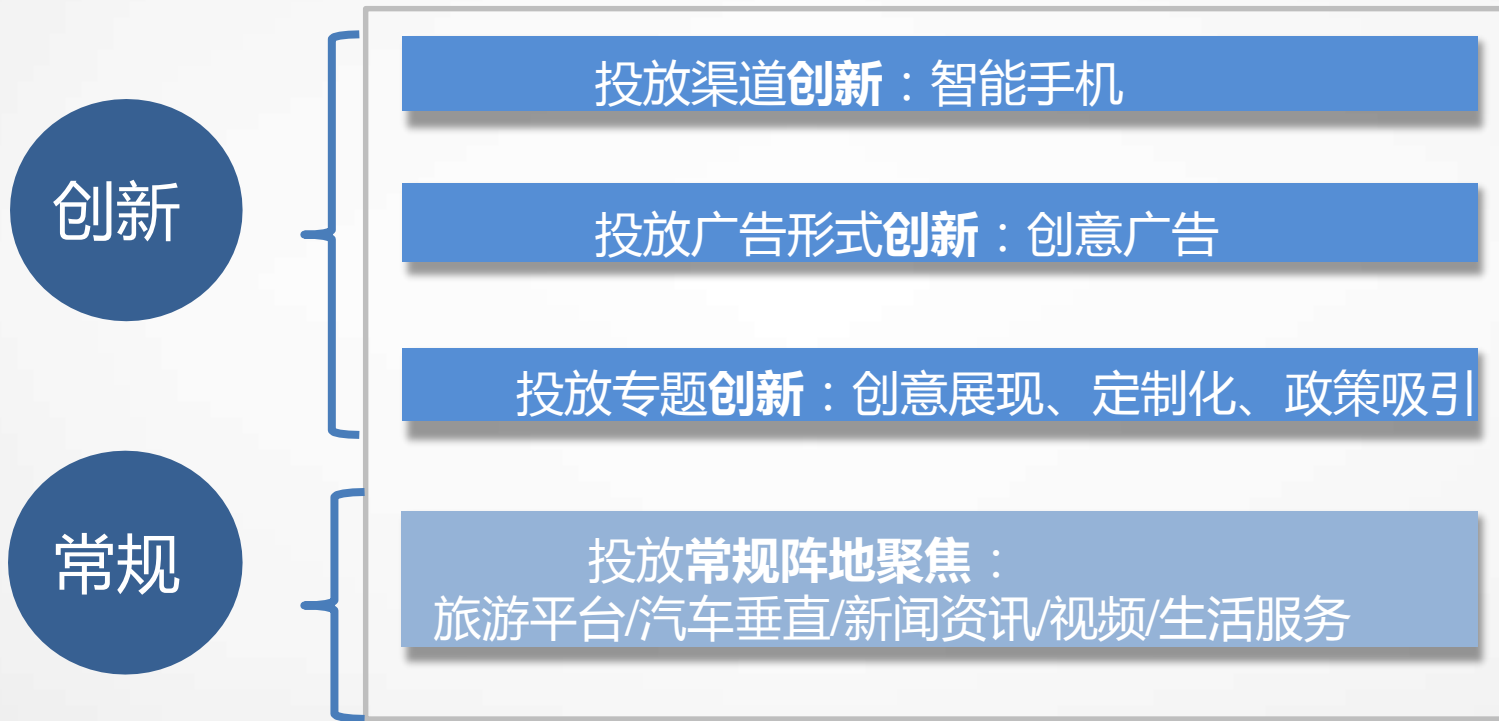 创新
投放渠道创新：智能手机
投放广告形式创新：创意广告
投放专题创新：创意展现、定制化、政策吸引
常规
投放常规阵地聚焦：
旅游平台/汽车垂直/新闻资讯/视频/生活服务